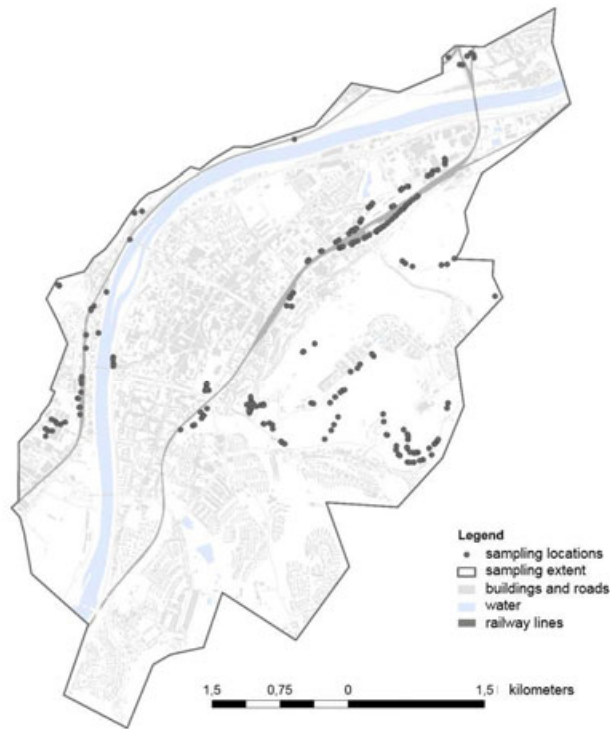 Legend
sampling locations
sampling extent
buildings and roads
water
railway lines
1,5 0,75 0 1,5 kilometers